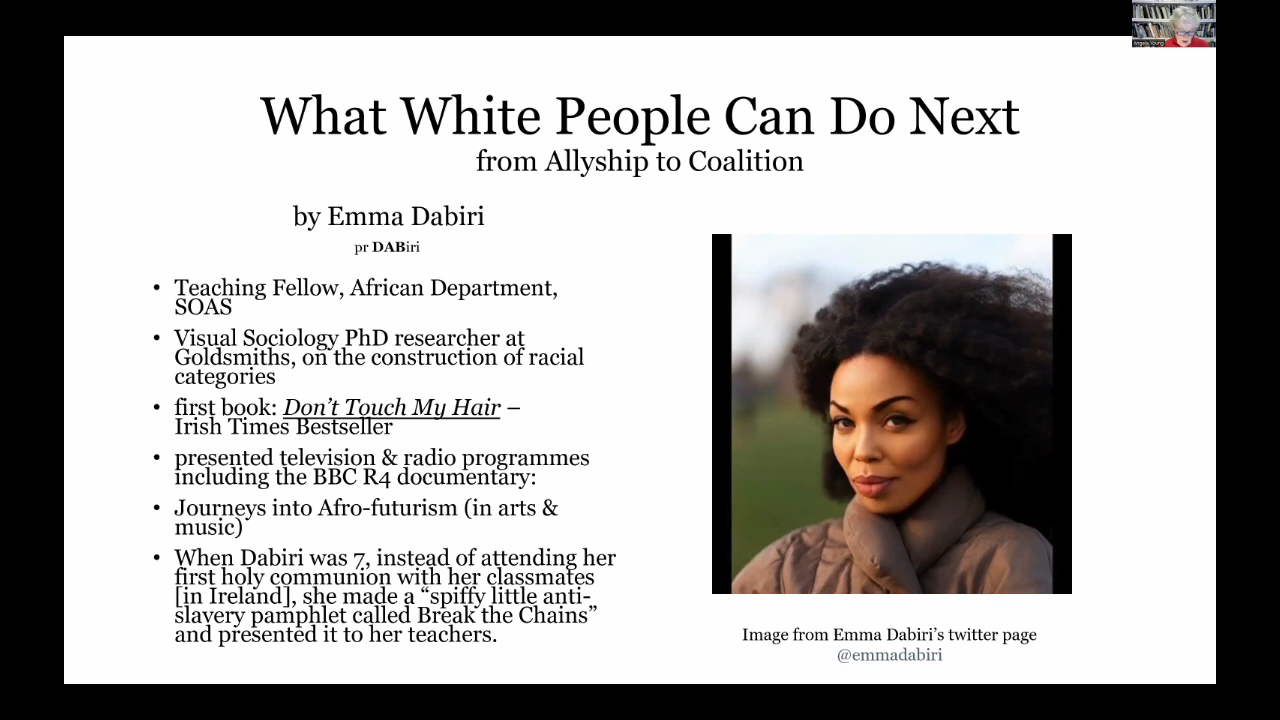 Angela Young
What White People Can Do Next
from Allyship to Coalition
by Emma Dabiri
pr DABiri
• Teaching Fellow, African Department,
SOAS
• Visual Sociology PhD researcher at
Goldsmiths, on the construction of racial
categories
• first book: Don’t Touch My Hair –
Irish Times Bestseller
• presented television & radio programmes
including the BBC R4 documentary:
• Journeys into Afro-futurism (in arts &
music)
• When Dabiri was 7, instead of attending her
first holy communion with her classmates
[in Ireland], she made a “spiffy little anti-
slavery pamphlet called Break the Chains”
and presented it to her teachers.
Image from Emma Dabiri’s twitter page
@emmadabiri